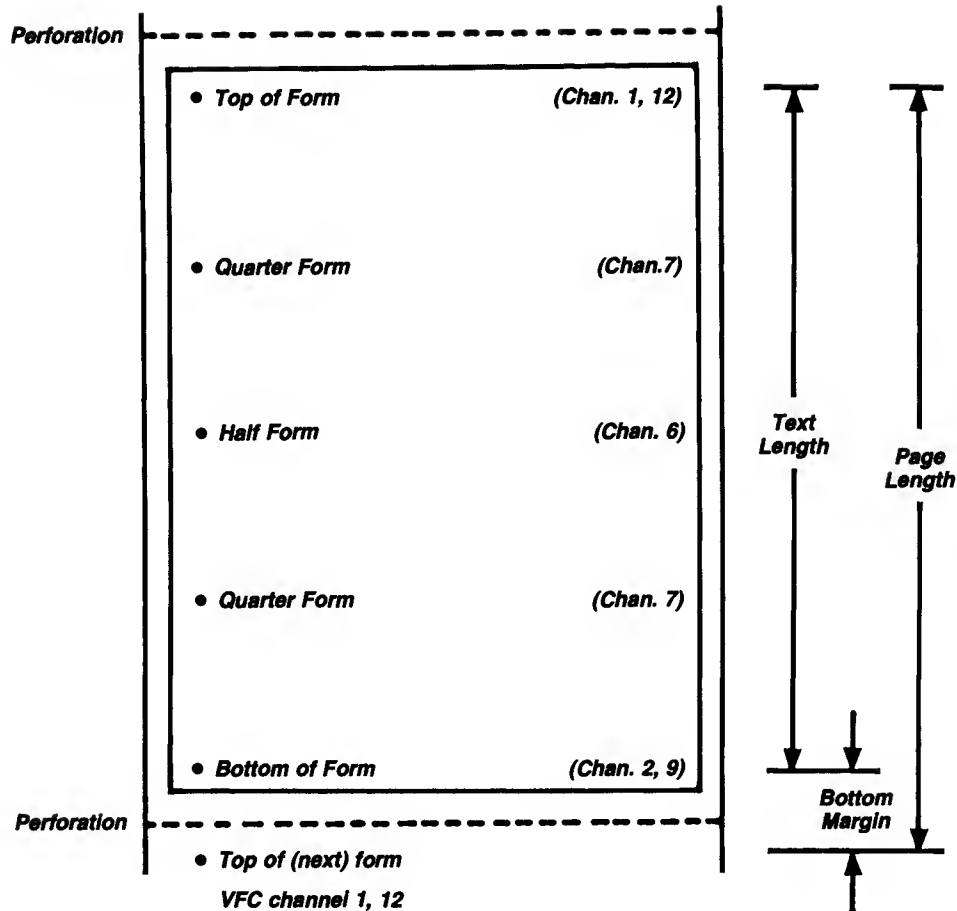 Perforation
Top of Form (Chan. 1, 12)
Quarter Form (Chan.7)
Half Form (Chan. 6)
Text
Length
Page
Length
Quarter Form (Chan. 7)
Bottom of Form (Chan. 2, 9)
Bottom
Margin
Perforation
Top of (next) form
VFC channel 1, 12